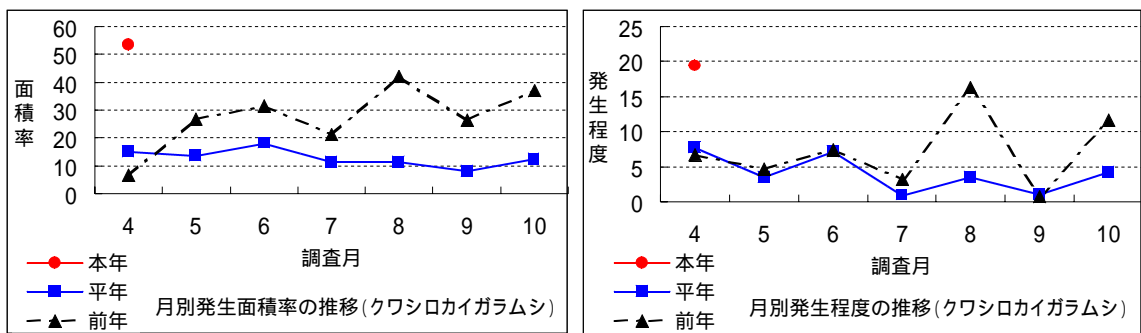 60
50
40
30
20
10
0
面積率
4 5 6 7 8 9 10
調査月
本年
平年
前年
月別発生面積率の推移(クワシロカイガラムシ)
25
20
15
10
5
0
発生程度
4 5 6 7 8 9 10
調査月
本年
平年
前年
月別発生程度の推移(クワシロカイガラムシ)